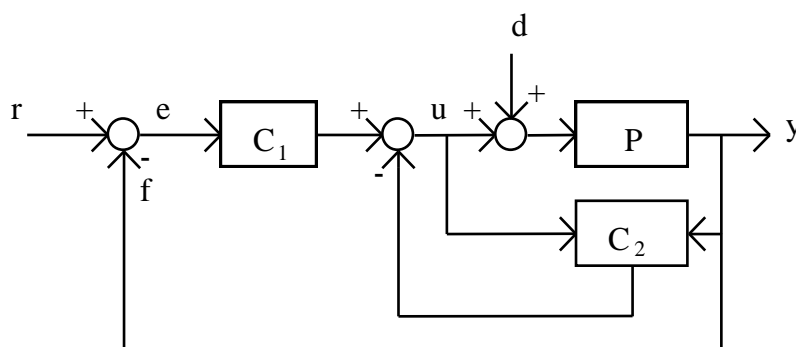 d
r + e C₁ + u + + P y
- f -
C₂